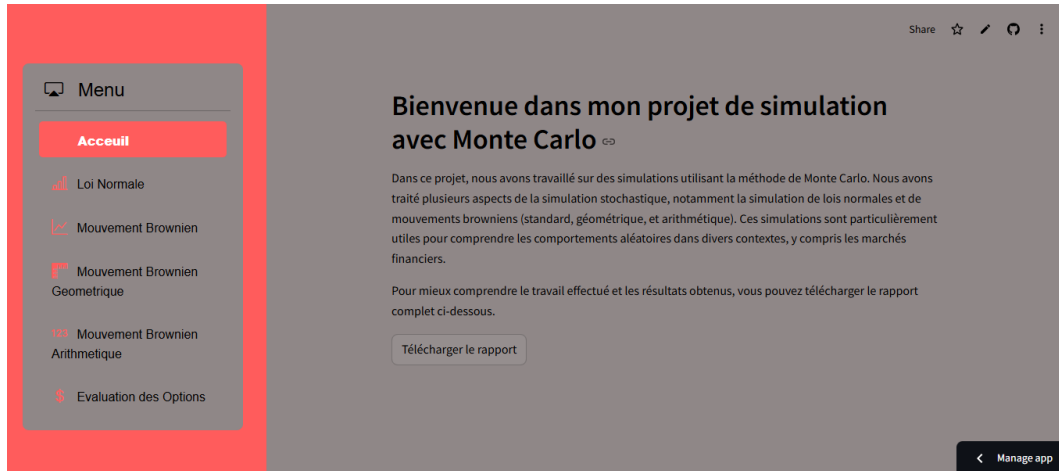 Share
Menu
Acceuil
Loi Normale
Mouvement Brownien
Mouvement Brownien
Geometrique
123 Mouvement Brownien
Arithmetique
$ Evaluation des Options
Bienvenue dans mon projet de simulation
avec Monte Carlo
Dans ce projet, nous avons travaillé sur des simulations utilisant la méthode de Monte Carlo. Nous avons
traité plusieurs aspects de la simulation stochastique, notamment la simulation de lois normales et de
mouvements browniens (standard, géométrique, et arithmétique). Ces simulations sont particulièrement
utiles pour comprendre les comportements aléatoires dans divers contextes, y compris les marchés
financiers.
Pour mieux comprendre le travail effectué et les résultats obtenus, vous pouvez télécharger le rapport
complet ci-dessous.
Télécharger le rapport
Manage app